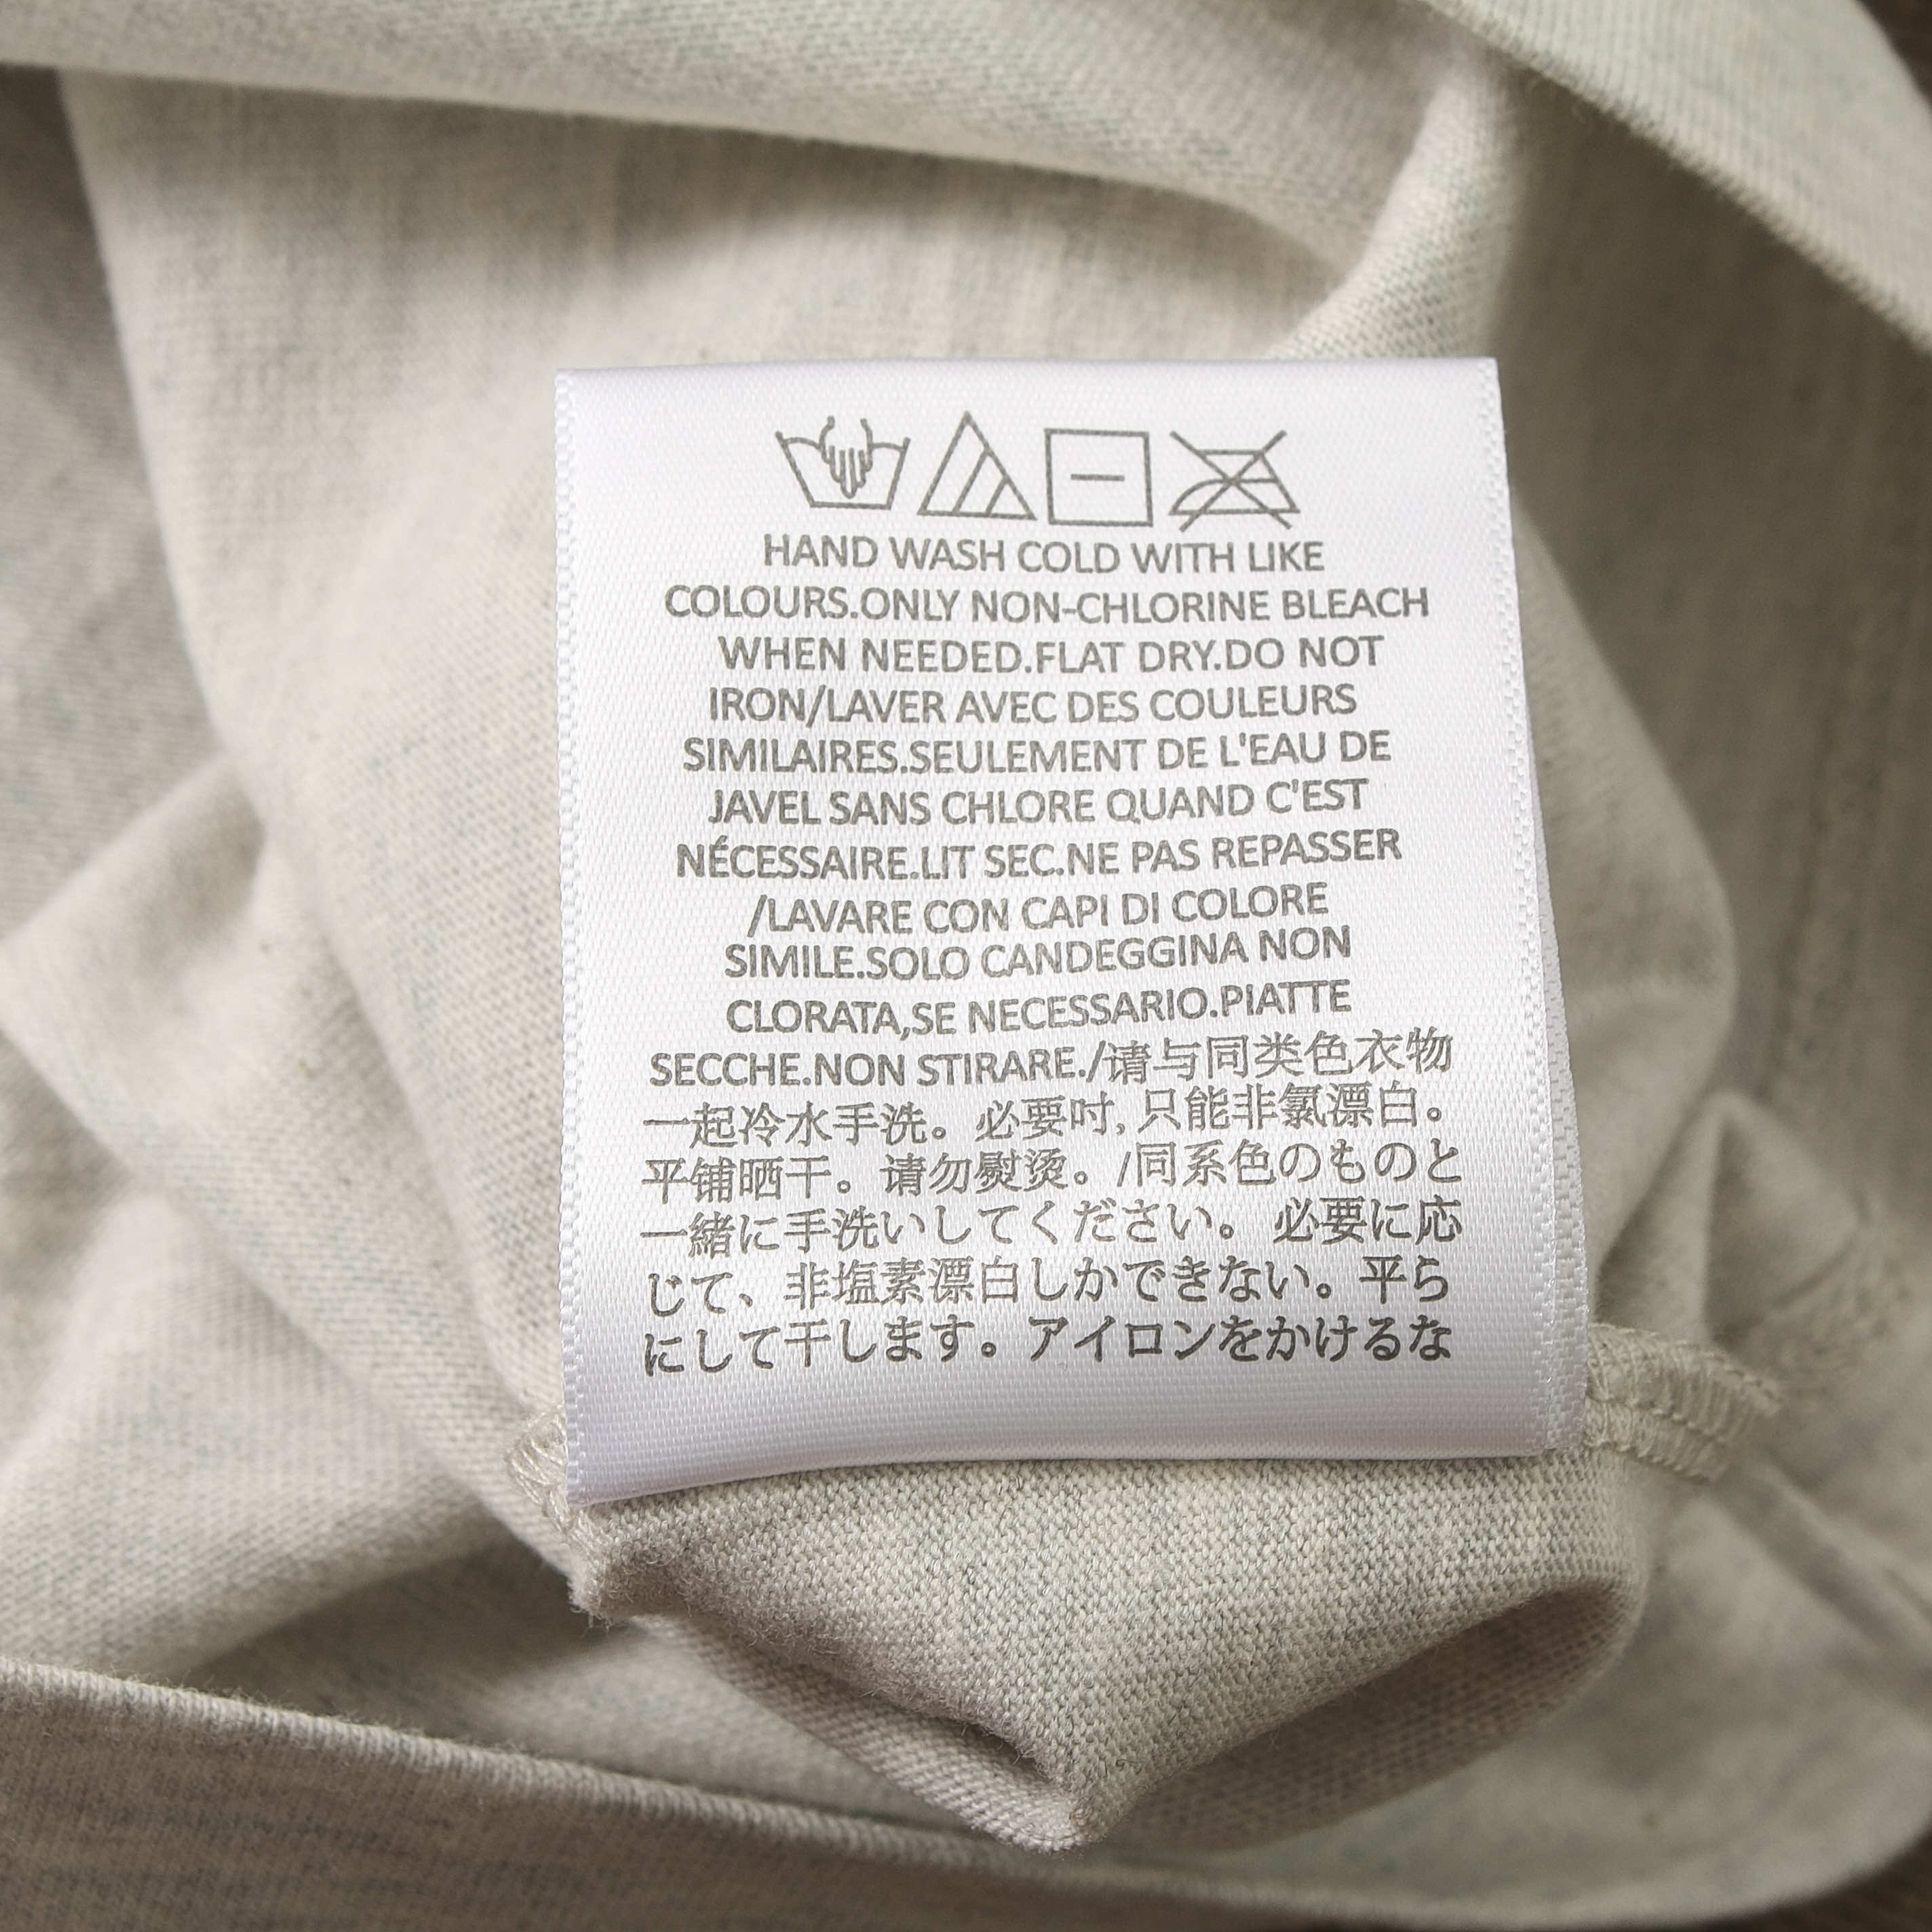 HAND WASH COLD WITH LIKE
COLOURS.ONLY NON-CHLORINE BLEACH
WHEN NEEDED.FLAT DRY.DO NOT
IRON/LAVER AVEC DES COULEURS
SIMILAIRES.SEULEMENT DE L'EAU DE
JAVEL SANS CHLORE QUAND C'EST
NÉCESSAIRE.LIT SEC.NE PAS REPASSER
/LAVARE CON CAPI DI COLORE
SIMILE.SOLO CANDEGGINA NON
CLORATA,SE NECESSARIO.PIATTE
SECCHE.NON STIRARE./请与同类色衣物
一起冷水手洗。必要时,只能非氯漂白。
平铺晒干。请勿熨烫。/同系色のものと
一緒に手洗いしてください。必要に応
じて、非塩素漂白しかできない。平ら
にして干します。アイロンをかけるな